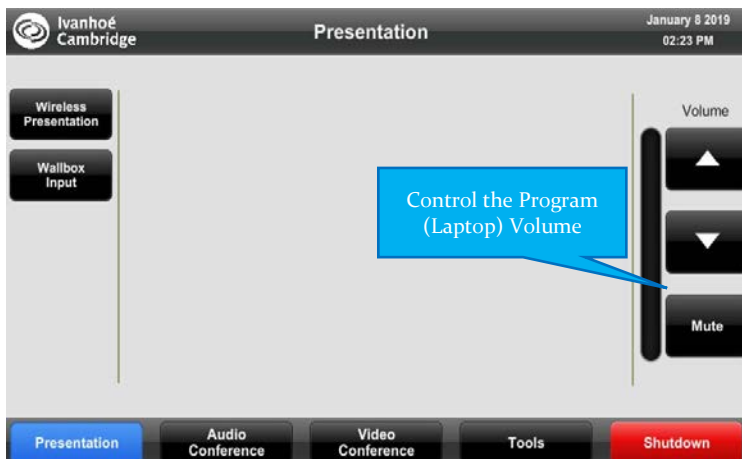 Ivanhoé
Cambridge
Presentation
January 8 2019
02:23 PM
Wireless
Presentation
Wallbox
Input
Control the Program
(Laptop) Volume
Volume
Mute
Presentation
Audio
Conference
Video
Conference
Tools
Shutdown